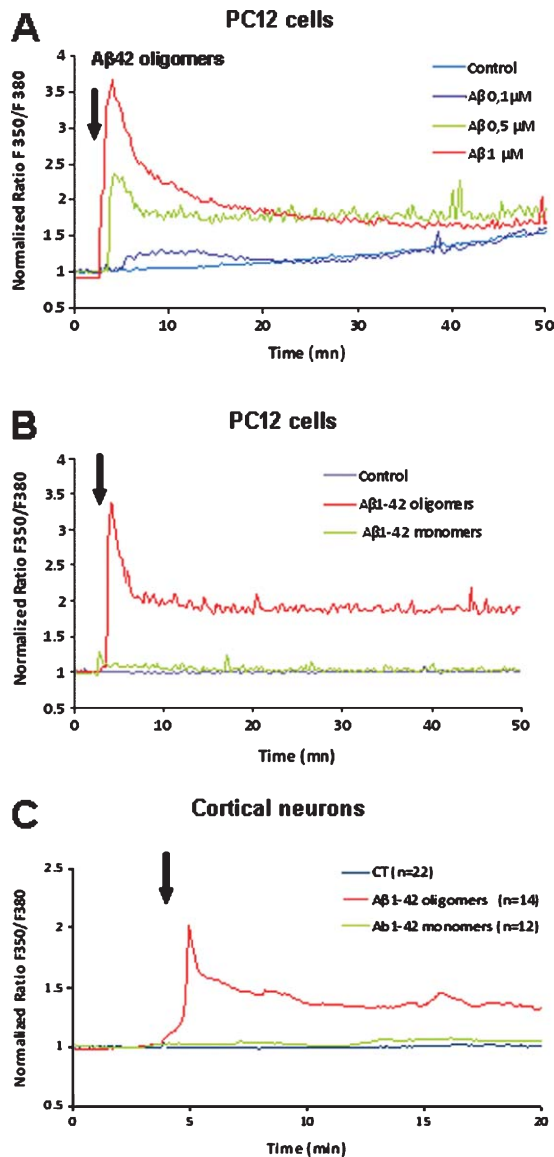 A
PC12 cells
Aβ42 oligomers
Control
Aβ 0,1 µM
Aβ 0,5 µM
Aβ 1 µM
Normalized Ratio F 350/F 380
4
3.5
3
2.5
2
1.5
1
0.5
0
10
20
30
40
50
Time (mn)
B
PC12 cells
Control
Aβ1-42 oligomers
Aβ1-42 monomers
Normalized Ratio F350/F380
4
3.5
3
2.5
2
1.5
1
0.5
0
10
20
30
40
50
Time (mn)
C
Cortical neurons
CT (n=22)
Aβ1-42 oligomers (n=14)
Ab1-42 monomers (n=12)
Normalized Ratio F350/F380
2.5
2
1.5
1
0.5
0
5
10
15
20
Time (min)